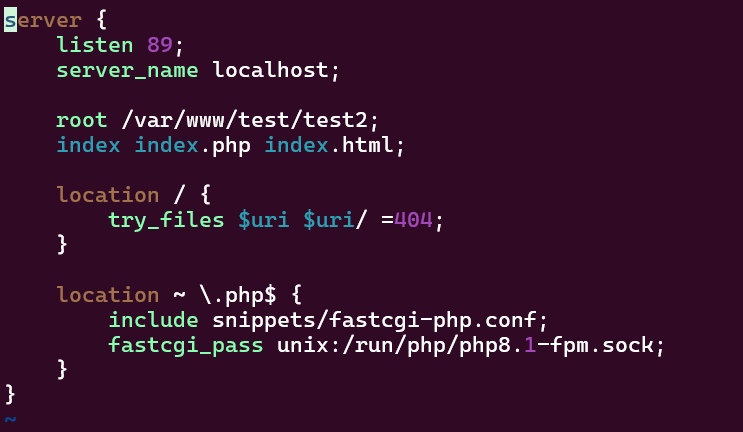 server {
    listen 89;
    server_name localhost;

    root /var/www/test/test2;
    index index.php index.html;

    location / {
        try_files $uri $uri/ =404;
    }

    location ~ \.php$ {
        include snippets/fastcgi-php.conf;
        fastcgi_pass unix:/run/php/php8.1-fpm.sock;
    }
}
~